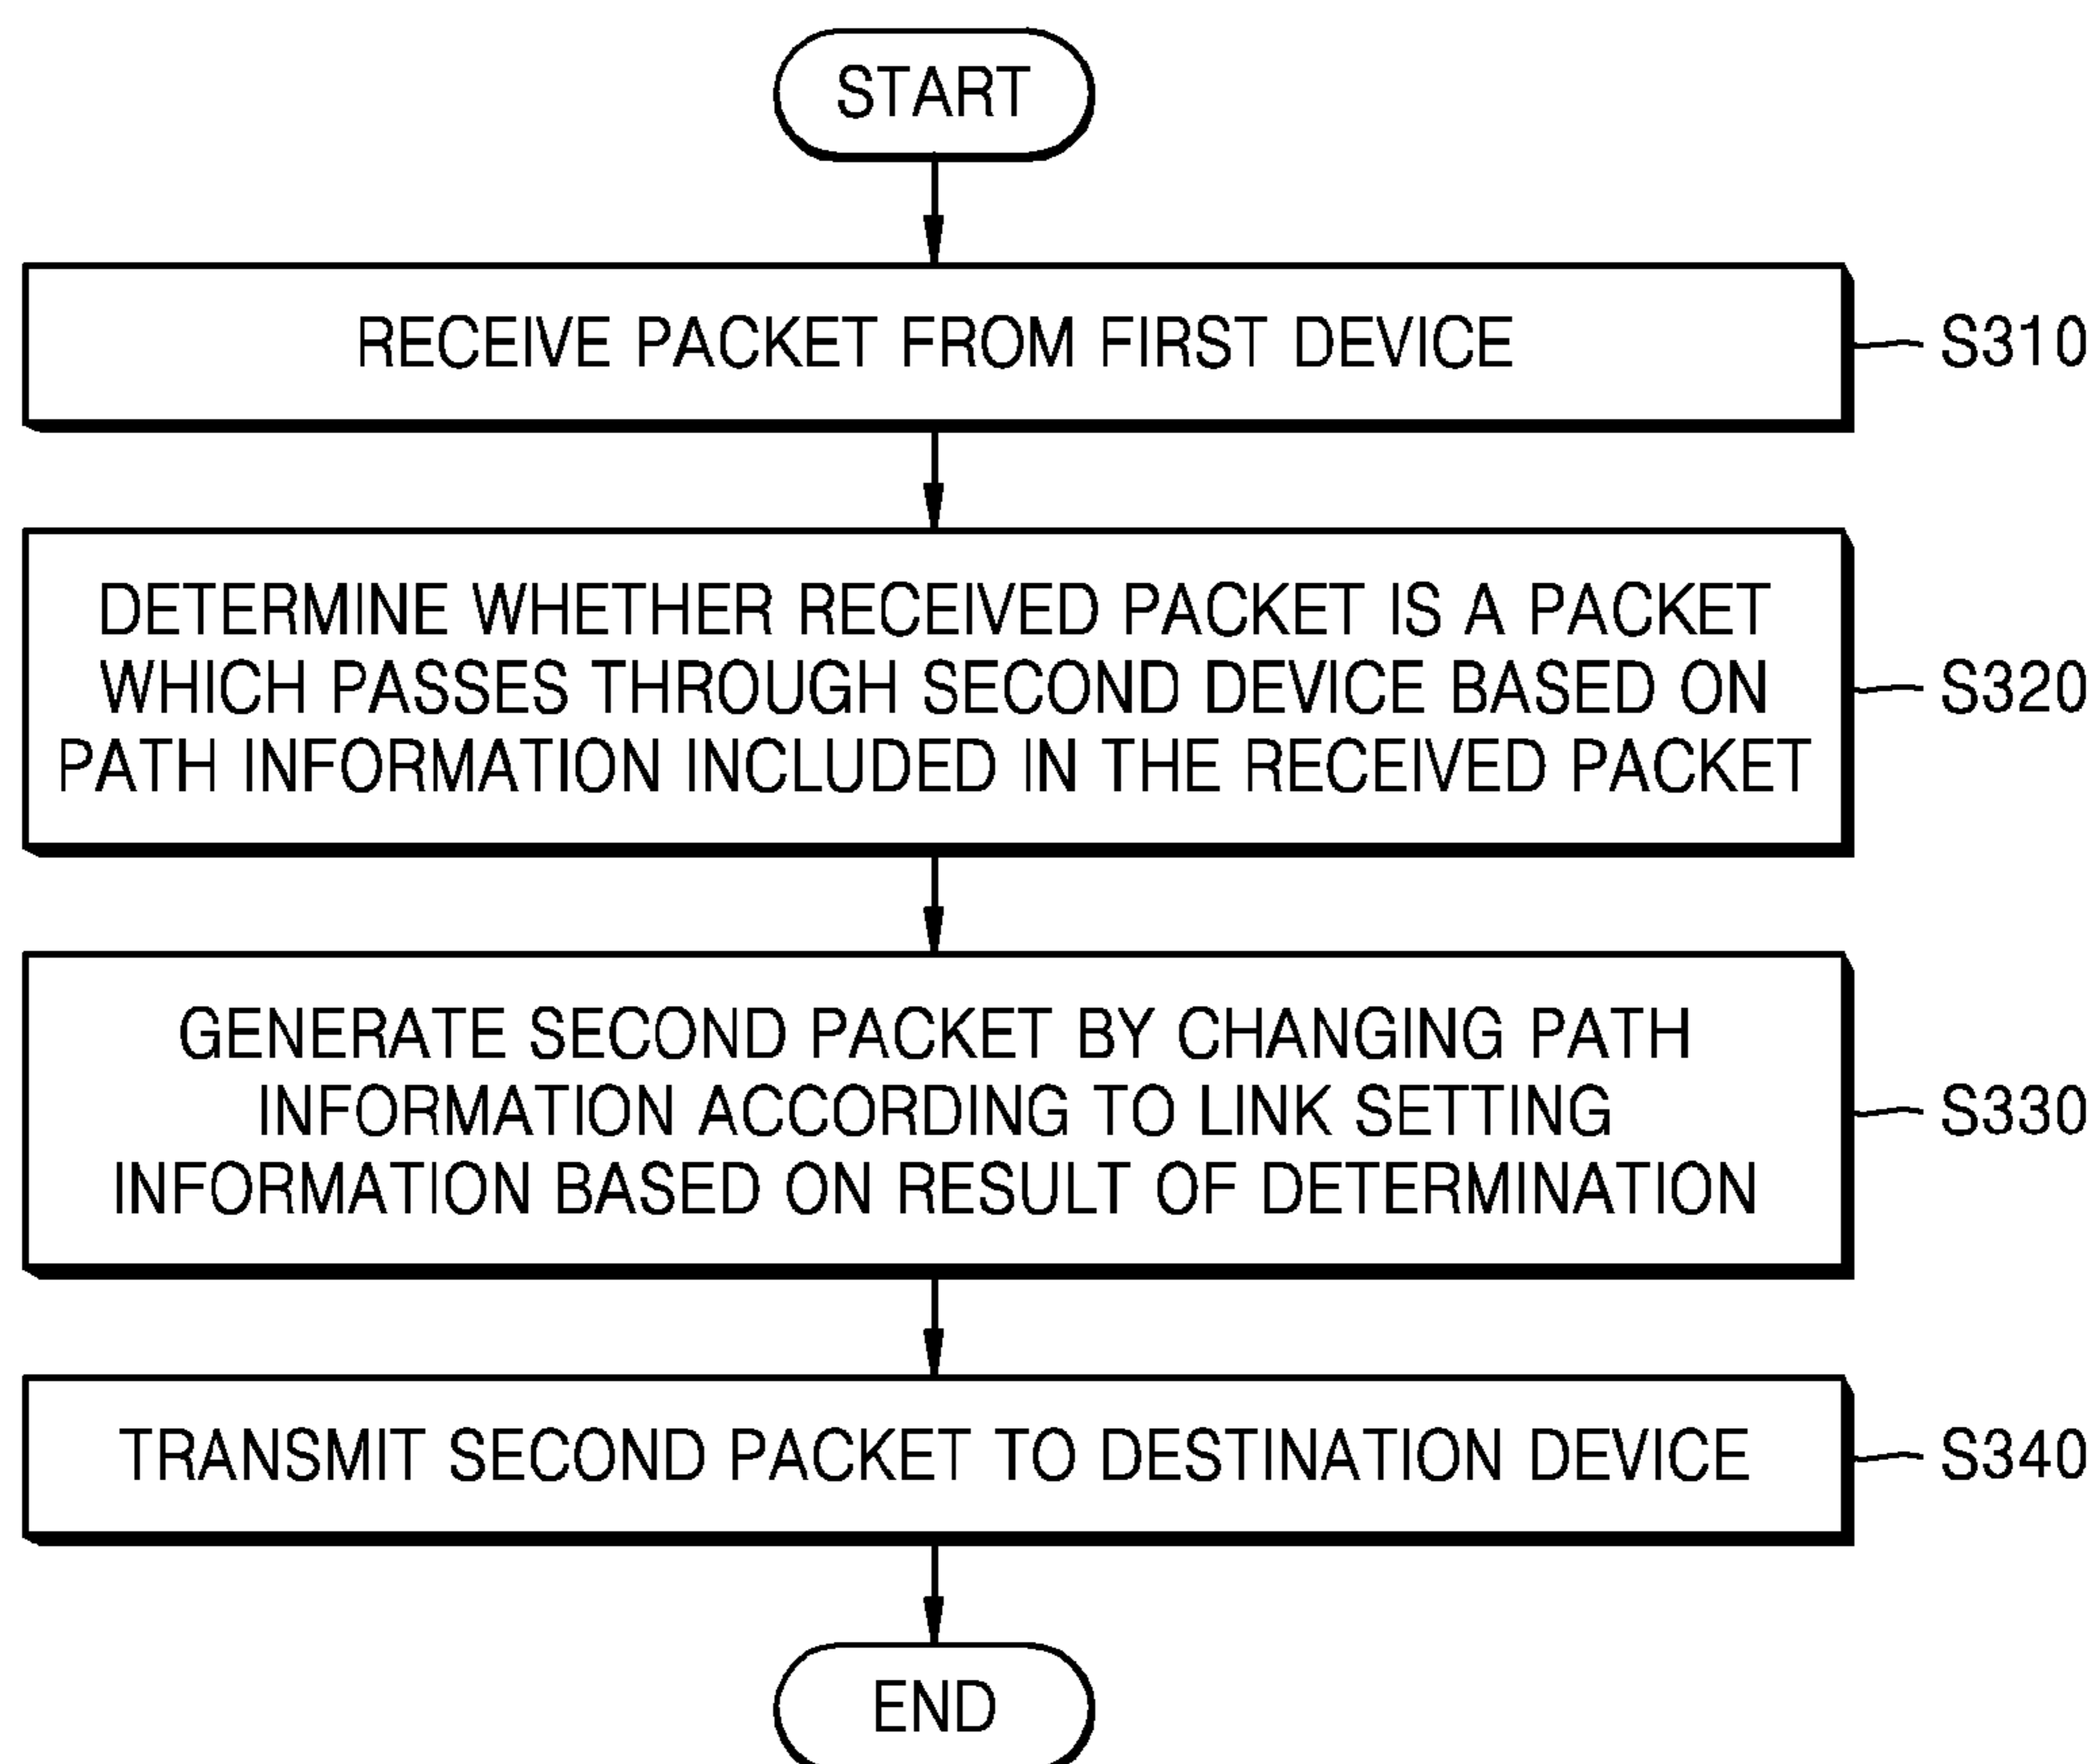 START
RECEIVE PACKET FROM FIRST DEVICE
S310
DETERMINE WHETHER RECEIVED PACKET IS A PACKET
WHICH PASSES THROUGH SECOND DEVICE BASED ON
PATH INFORMATION INCLUDED IN THE RECEIVED PACKET
S320
GENERATE SECOND PACKET BY CHANGING PATH
INFORMATION ACCORDING TO LINK SETTING
INFORMATION BASED ON RESULT OF DETERMINATION
S330
TRANSMIT SECOND PACKET TO DESTINATION DEVICE
S340
END